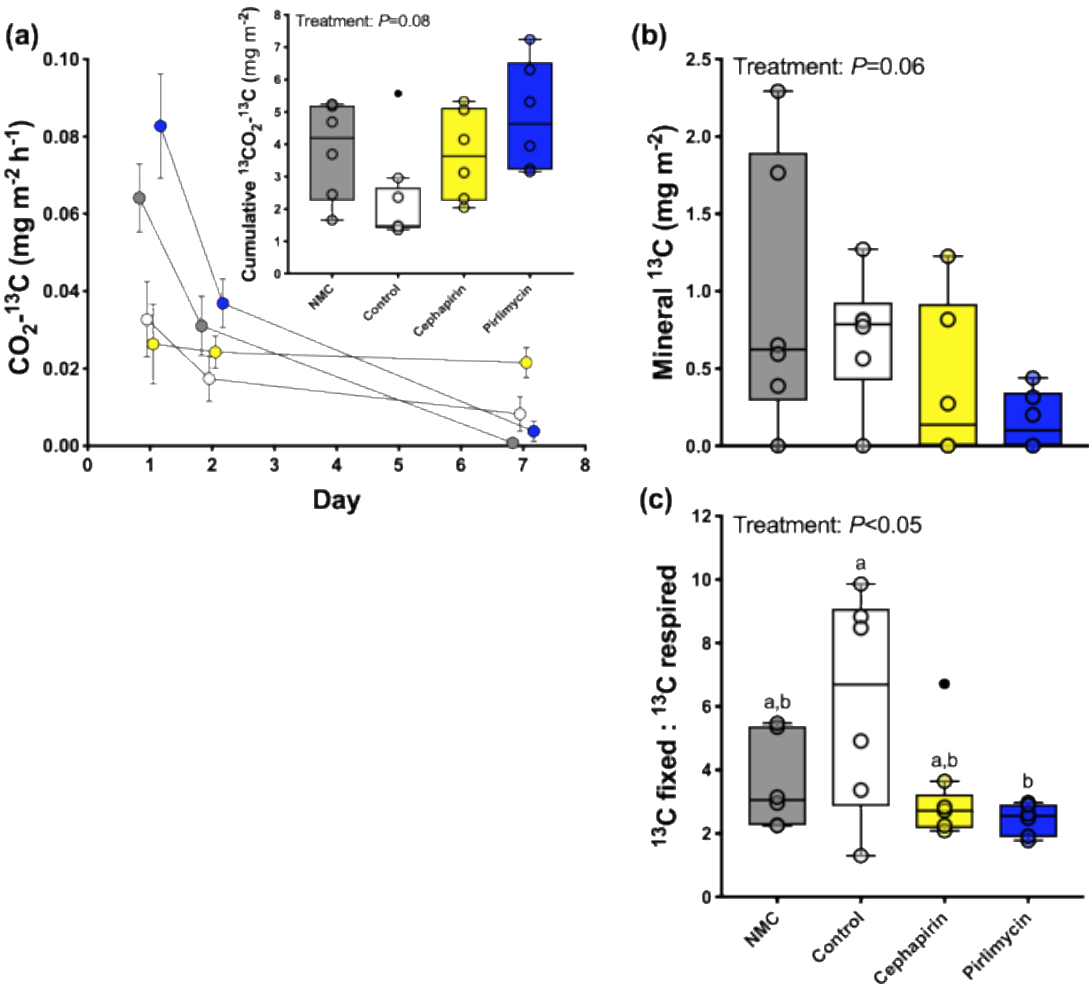 (a)
CO₂-¹³C (mg m⁻² h⁻¹)
0.10
0.08
0.06
0.04
0.02
0.00
0 1 2 3 4 5 6 7 8
Day
Treatment: P=0.08
Cumulative ¹³CO₂-¹³C (mg m⁻²)
8
7
6
5
4
3
2
1
0
NMC
Control
Cephapirin
Pirlimycin
(b)
Treatment: P=0.06
Mineral ¹³C (mg m⁻²)
2.5
2.0
1.5
1.0
0.5
0.0
(c)
Treatment: P<0.05
¹³C fixed : ¹³C respired
12
10
8
6
4
2
0
a,b
a
a,b
b
NMC
Control
Cephapirin
Pirlimycin